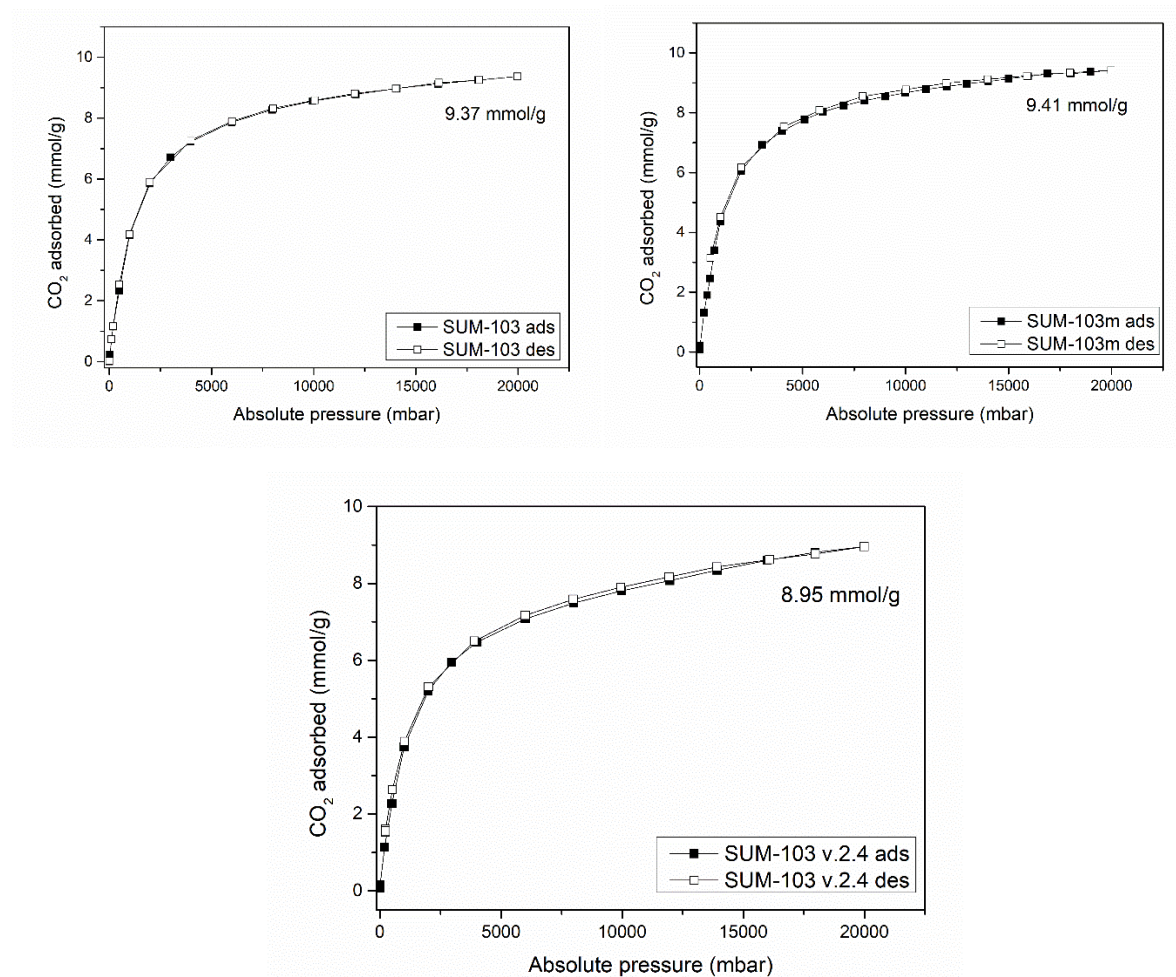 10
8
6
4
2
0
CO₂ adsorbed (mmol/g)
9.37 mmol/g
SUM-103 ads
SUM-103 des
0 5000 10000 15000 20000
Absolute pressure (mbar)
10
8
6
4
2
0
CO₂ adsorbed (mmol/g)
9.41 mmol/g
SUM-103m ads
SUM-103m des
0 5000 10000 15000 20000
Absolute pressure (mbar)
10
8
6
4
2
0
CO₂ adsorbed (mmol/g)
8.95 mmol/g
SUM-103 v.2.4 ads
SUM-103 v.2.4 des
0 5000 10000 15000 20000
Absolute pressure (mbar)